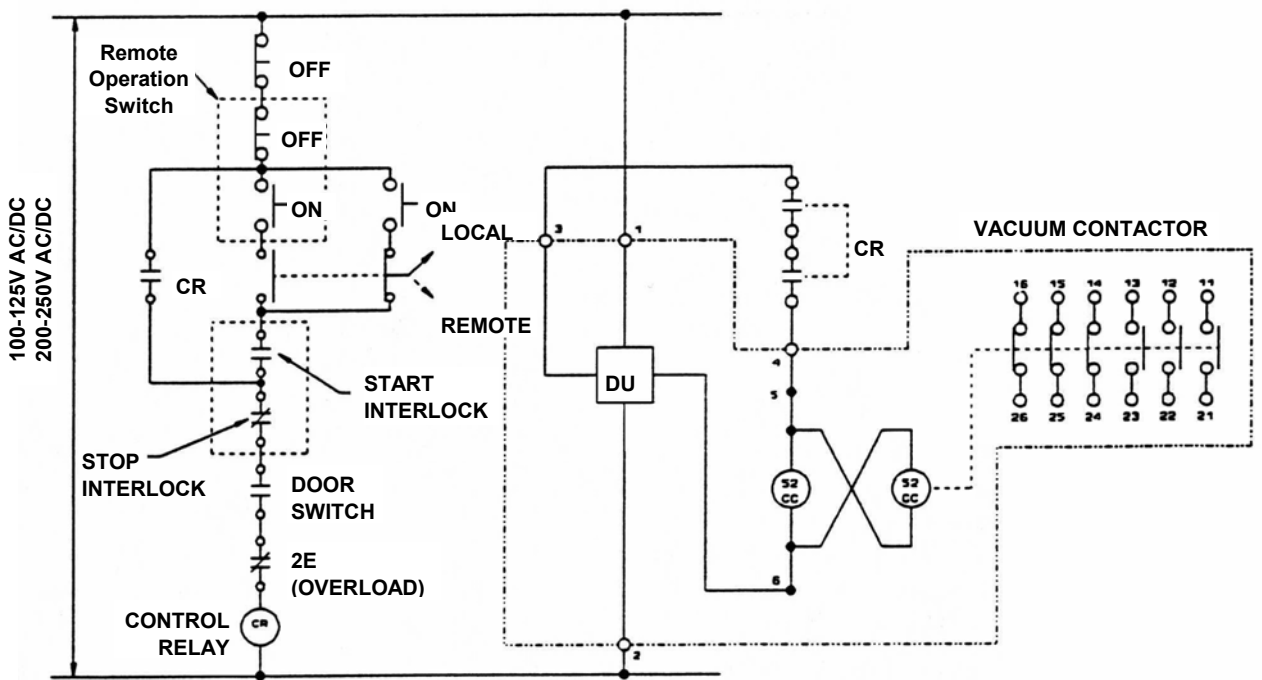 Remote
Operation
Switch
OFF
OFF
ON
ON
LOCAL
REMOTE
CR
100-125V AC/DC
200-250V AC/DC
START
INTERLOCK
STOP
INTERLOCK
DOOR
SWITCH
2E
(OVERLOAD)
CONTROL
RELAY
CR
3
1
CR
4
5
DU
52
CC
52
CC
6
2
VACUUM CONTACTOR
16 15 14 13 12 11
26 25 24 23 22 21